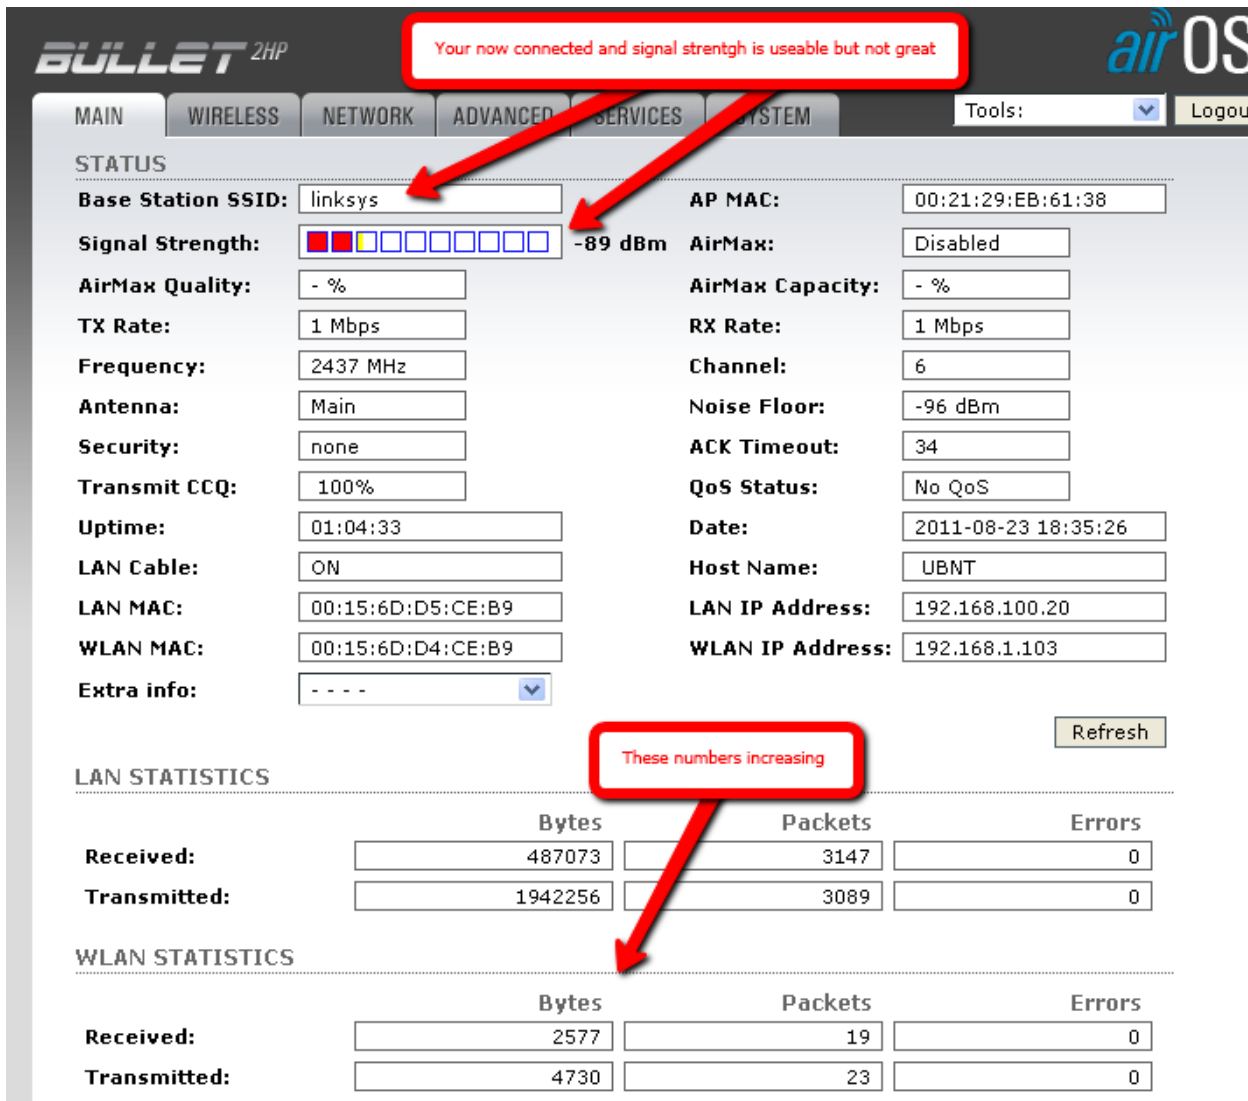 BULLET 2HP
Your now connected and signal strentgh is useable but not great
air OS
MAIN WIRELESS NETWORK ADVANCED SERVICES SYSTEM Tools: Logou
STATUS
Base Station SSID: linksys AP MAC: 00:21:29:EB:61:38
Signal Strength: -89 dBm AirMax: Disabled
AirMax Quality: - % AirMax Capacity: - %
TX Rate: 1 Mbps RX Rate: 1 Mbps
Frequency: 2437 MHz Channel: 6
Antenna: Main Noise Floor: -96 dBm
Security: none ACK Timeout: 34
Transmit CCQ: 100% QoS Status: No QoS
Uptime: 01:04:33 Date: 2011-08-23 18:35:26
LAN Cable: ON Host Name: UBNT
LAN MAC: 00:15:6D:D5:CE:B9 LAN IP Address: 192.168.100.20
WLAN MAC: 00:15:6D:D4:CE:B9 WLAN IP Address: 192.168.1.103
Extra info: - - - -
Refresh
These numbers increasing
LAN STATISTICS
Bytes Packets Errors
Received: 487073 3147 0
Transmitted: 1942256 3089 0
WLAN STATISTICS
Bytes Packets Errors
Received: 2577 19 0
Transmitted: 4730 23 0